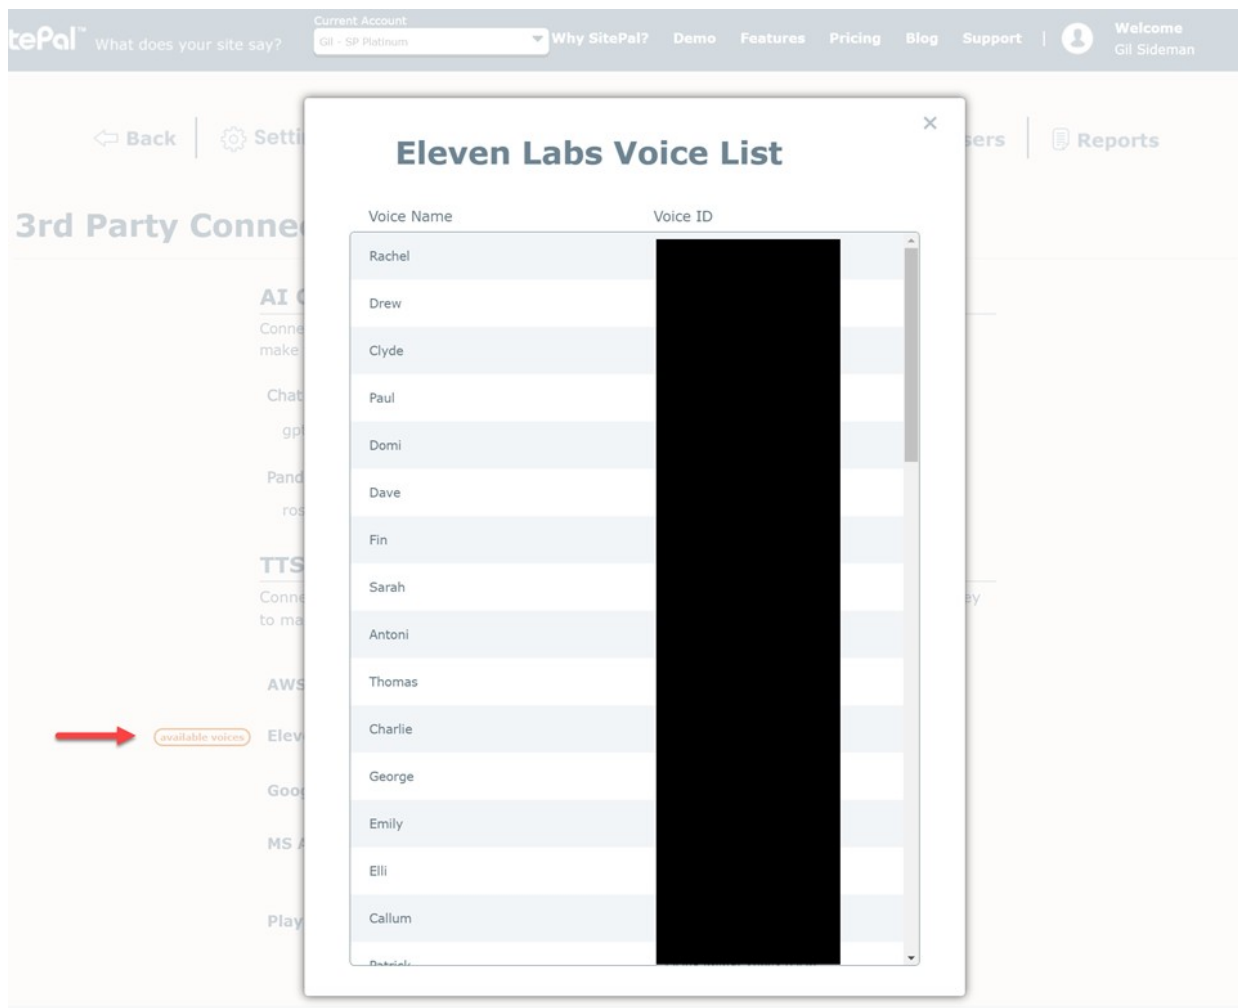 tePal™ What does your site say?
Current Account
Gil - SP Platinum
Why SitePal? Demo Features Pricing Blog Support | Welcome
Gil Sideman
Back Setti sers Reports
3rd Party Conne
Eleven Labs Voice List
Voice Name Voice ID
Rachel
Drew
Clyde
Paul
Domi
Dave
Fin
Sarah
Antoni
Thomas
Charlie
George
Emily
Elli
Callum
Patrick
AI
Conne
make
Chat
gpt
Pand
ros
TTS
Conne ey
to ma
AWS
available voices Elev
Goog
MS A
Play